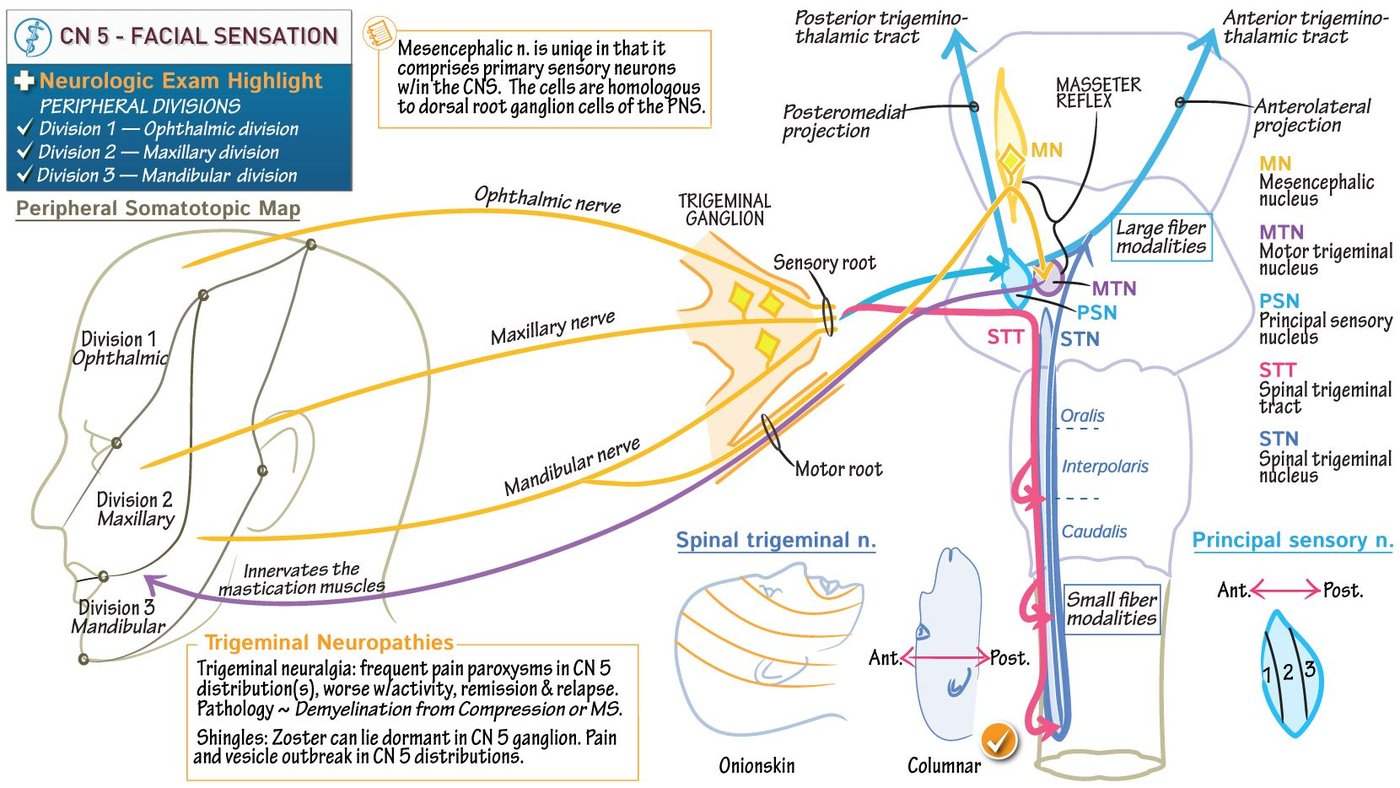 CN 5 - FACIAL SENSATION
Neurologic Exam Highlight
PERIPHERAL DIVISIONS
Division 1 — Ophthalmic division
Division 2 — Maxillary division
Division 3 — Mandibular division
Peripheral Somatotopic Map
Mesencephalic n. is uniqe in that it
comprises primary sensory neurons
w/in the CNS. The cells are homologous
to dorsal root ganglion cells of the PNS.
Posterior trigemino-
thalamic tract
Anterior trigemino-
thalamic tract
Posteromedial
projection
MASSETER
REFLEX
Anterolateral
projection
MN
MN
Mesencephalic
nucleus
MTN
Motor trigeminal
nucleus
PSN
Principal sensory
nucleus
STT
Spinal trigeminal
tract
STN
Spinal trigeminal
nucleus
Ophthalmic nerve
TRIGEMINAL
GANGLION
Sensory root
Large fiber
modalities
MTN
PSN
STT
STN
Maxillary nerve
Division 1
Ophthalmic
Mandibular nerve
Motor root
Oralis
Interpolaris
Caudalis
Division 2
Maxillary
Innervates the
mastication muscles
Division 3
Mandibular
Small fiber
modalities
Trigeminal Neuropathies
Trigeminal neuralgia: frequent pain paroxysms in CN 5
distribution(s), worse w/activity, remission & relapse.
Pathology ~ Demyelination from Compression or MS.
Shingles: Zoster can lie dormant in CN 5 ganglion. Pain
and vesicle outbreak in CN 5 distributions.
Spinal trigeminal n.
Ant.
Post.
Onionskin
Columnar
Principal sensory n.
Ant.
Post.
1 2 3